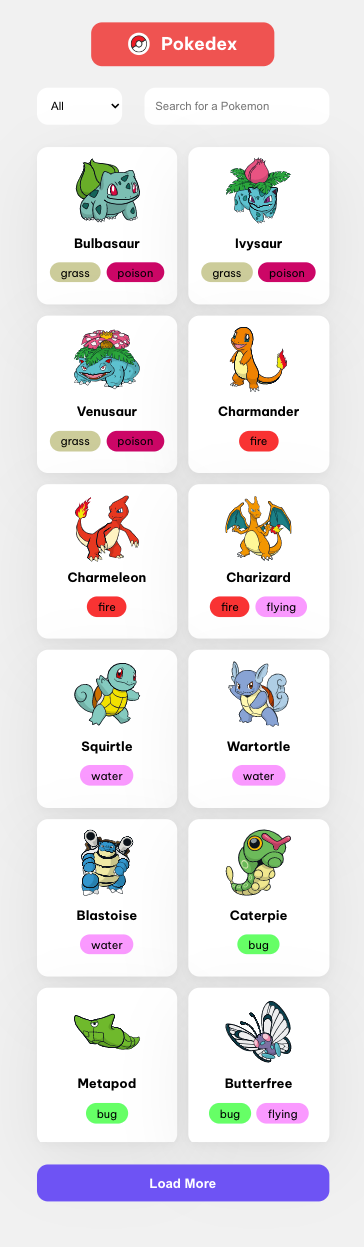 Pokedex
All
Search for a Pokemon
Bulbasaur
grass poison
Ivysaur
grass poison
Venusaur
grass poison
Charmander
fire
Charmeleon
fire
Charizard
fire flying
Squirtle
water
Wartortle
water
Blastoise
water
Caterpie
bug
Metapod
bug
Butterfree
bug flying
Load More